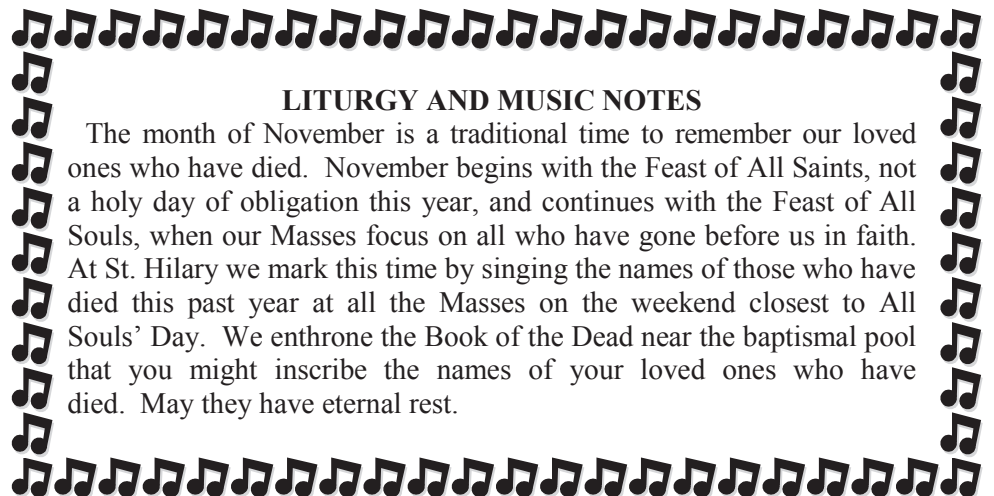 LITURGY AND MUSIC NOTES
The month of November is a traditional time to remember our loved
ones who have died. November begins with the Feast of All Saints, not
a holy day of obligation this year, and continues with the Feast of All
Souls, when our Masses focus on all who have gone before us in faith.
At St. Hilary we mark this time by singing the names of those who have
died this past year at all the Masses on the weekend closest to All
Souls’ Day. We enthrone the Book of the Dead near the baptismal pool
that you might inscribe the names of your loved ones who have
died. May they have eternal rest.